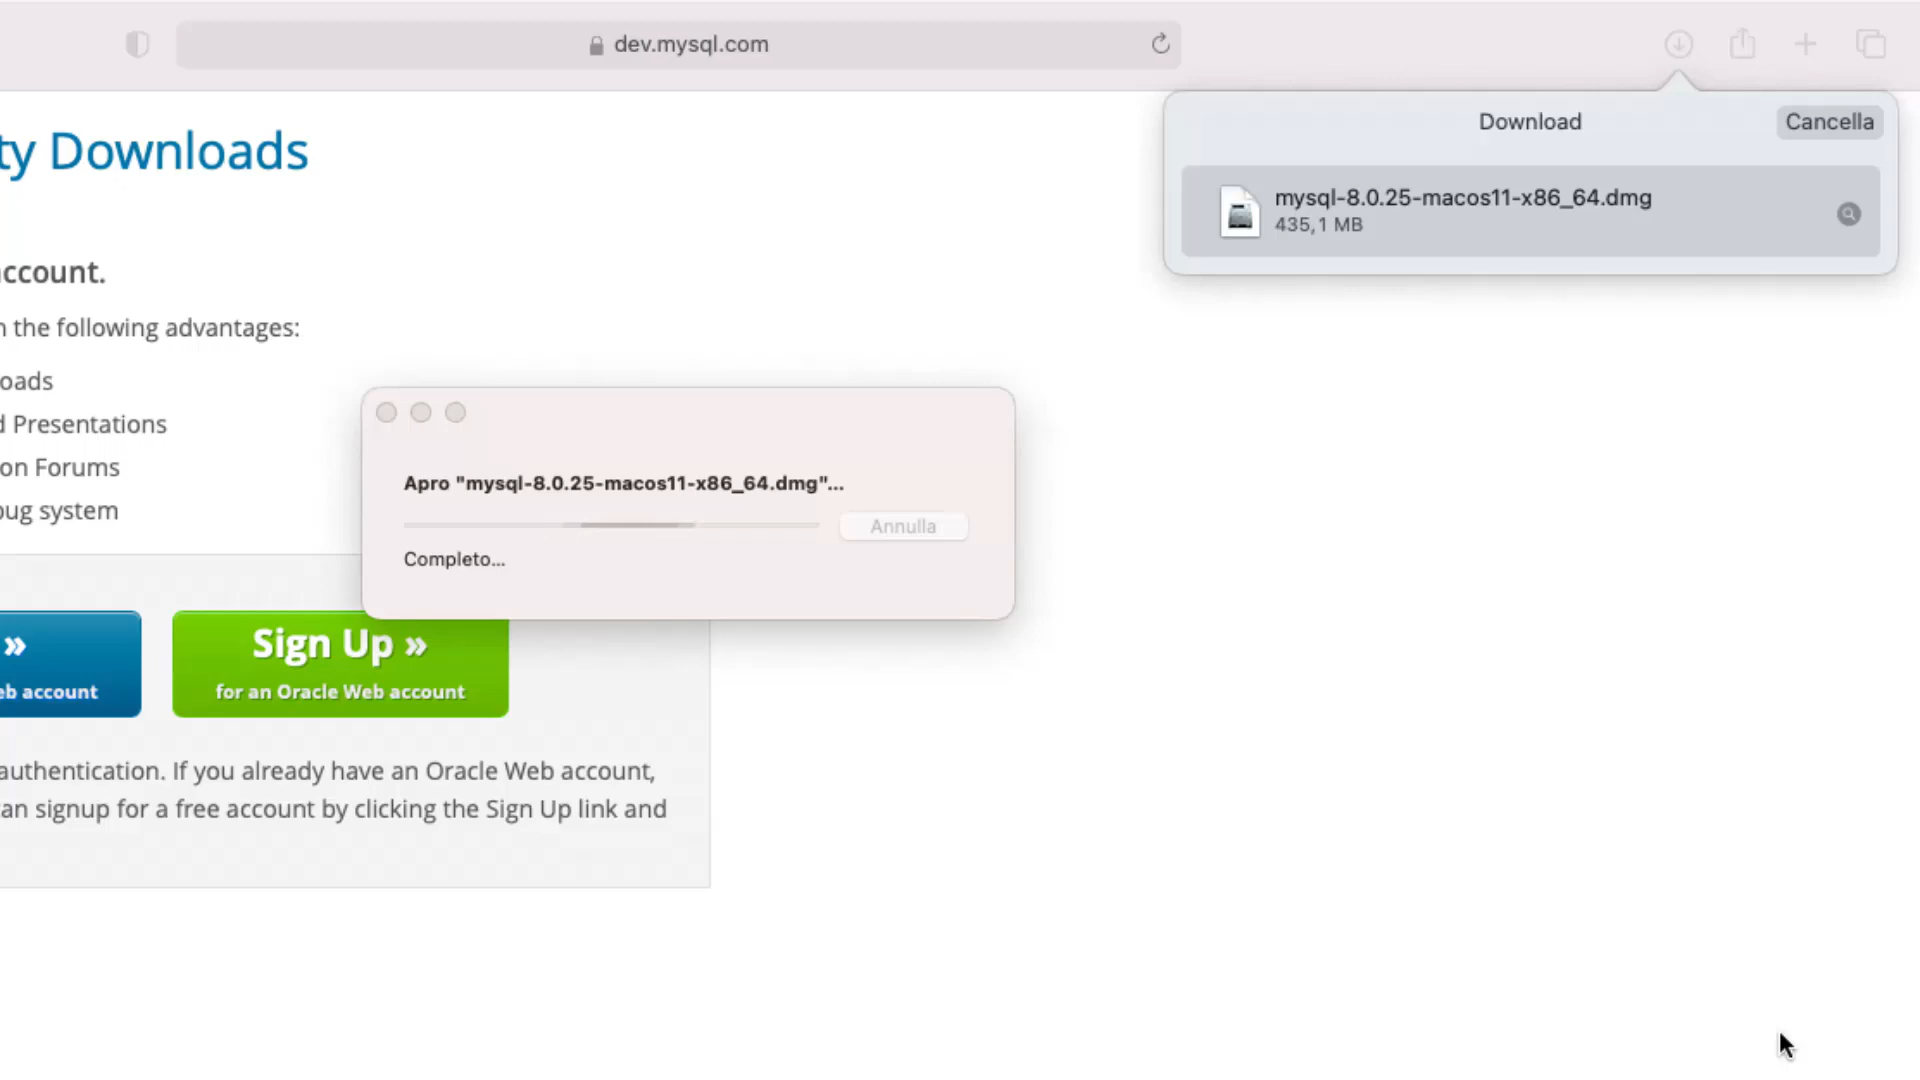 dev.mysql.com
Download
Cancella
mysql-8.0.25-macos11-x86_64.dmg
435,1 MB
ty Downloads
ccount.
n the following advantages:
oads
d Presentations
on Forums
bug system
Apro "mysql-8.0.25-macos11-x86_64.dmg"...
Annulla
Completo...
»
eb account
Sign Up »
for an Oracle Web account
authentication. If you already have an Oracle Web account,
an signup for a free account by clicking the Sign Up link and